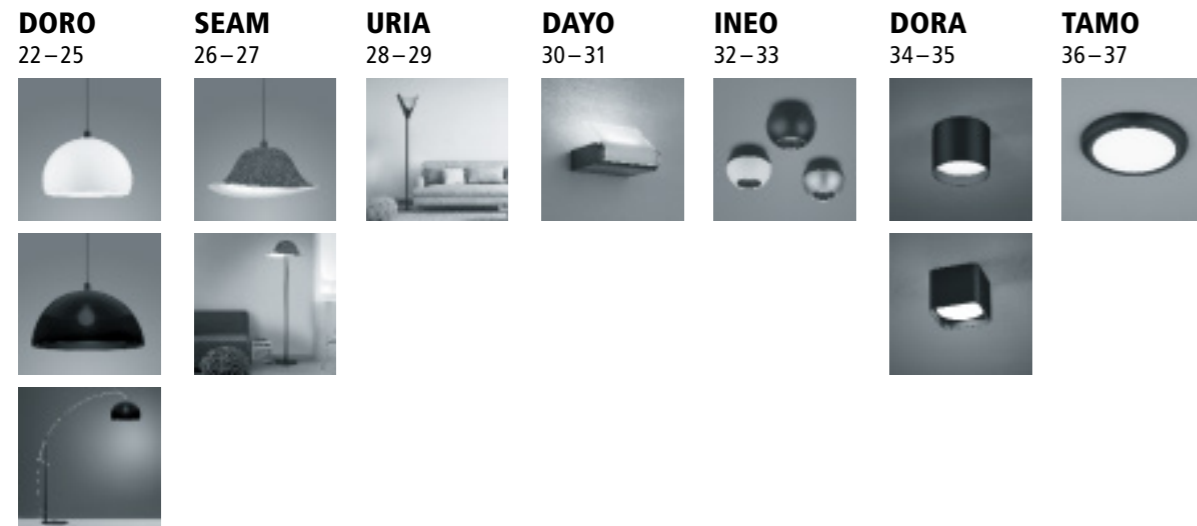 DORO
22–25
SEAM
26–27
URIA
28–29
DAYO
30–31
INEO
32–33
DORA
34–35
TAMO
36–37